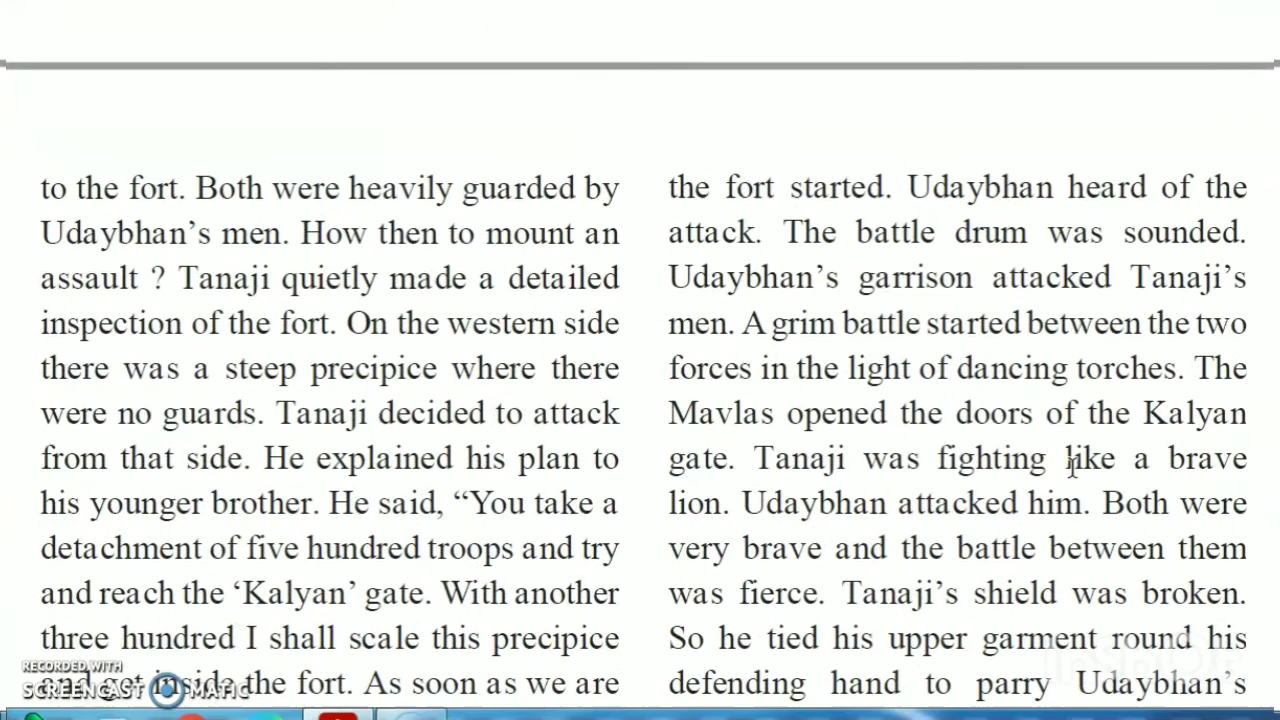 to the fort. Both were heavily guarded by
Udaybhan’s men. How then to mount an
assault ? Tanaji quietly made a detailed
inspection of the fort. On the western side
there was a steep precipice where there
were no guards. Tanaji decided to attack
from that side. He explained his plan to
his younger brother. He said, “You take a
detachment of five hundred troops and try
and reach the ‘Kalyan’ gate. With another
three hundred I shall scale this precipice
and get inside the fort. As soon as we are
the fort started. Udaybhan heard of the
attack. The battle drum was sounded.
Udaybhan’s garrison attacked Tanaji’s
men. A grim battle started between the two
forces in the light of dancing torches. The
Mavlas opened the doors of the Kalyan
gate. Tanaji was fighting like a brave
lion. Udaybhan attacked him. Both were
very brave and the battle between them
was fierce. Tanaji’s shield was broken.
So he tied his upper garment round his
defending hand to parry Udaybhan’s
RECORDED WITH
SCREENCAST MATIC